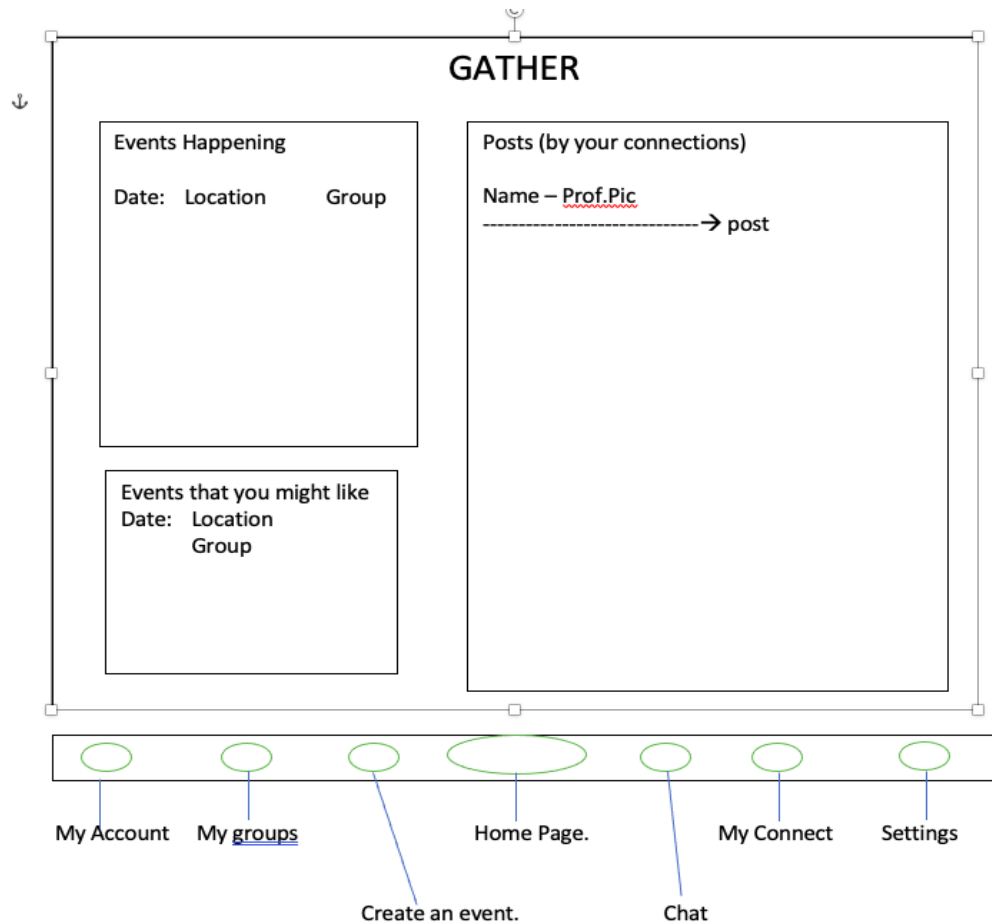 GATHER
Events Happening
Date: Location Group
Events that you might like
Date: Location
Group
Posts (by your connections)
Name – Prof.Pic
------------------------------→ post
My Account
My groups
Create an event.
Home Page.
Chat
My Connect
Settings